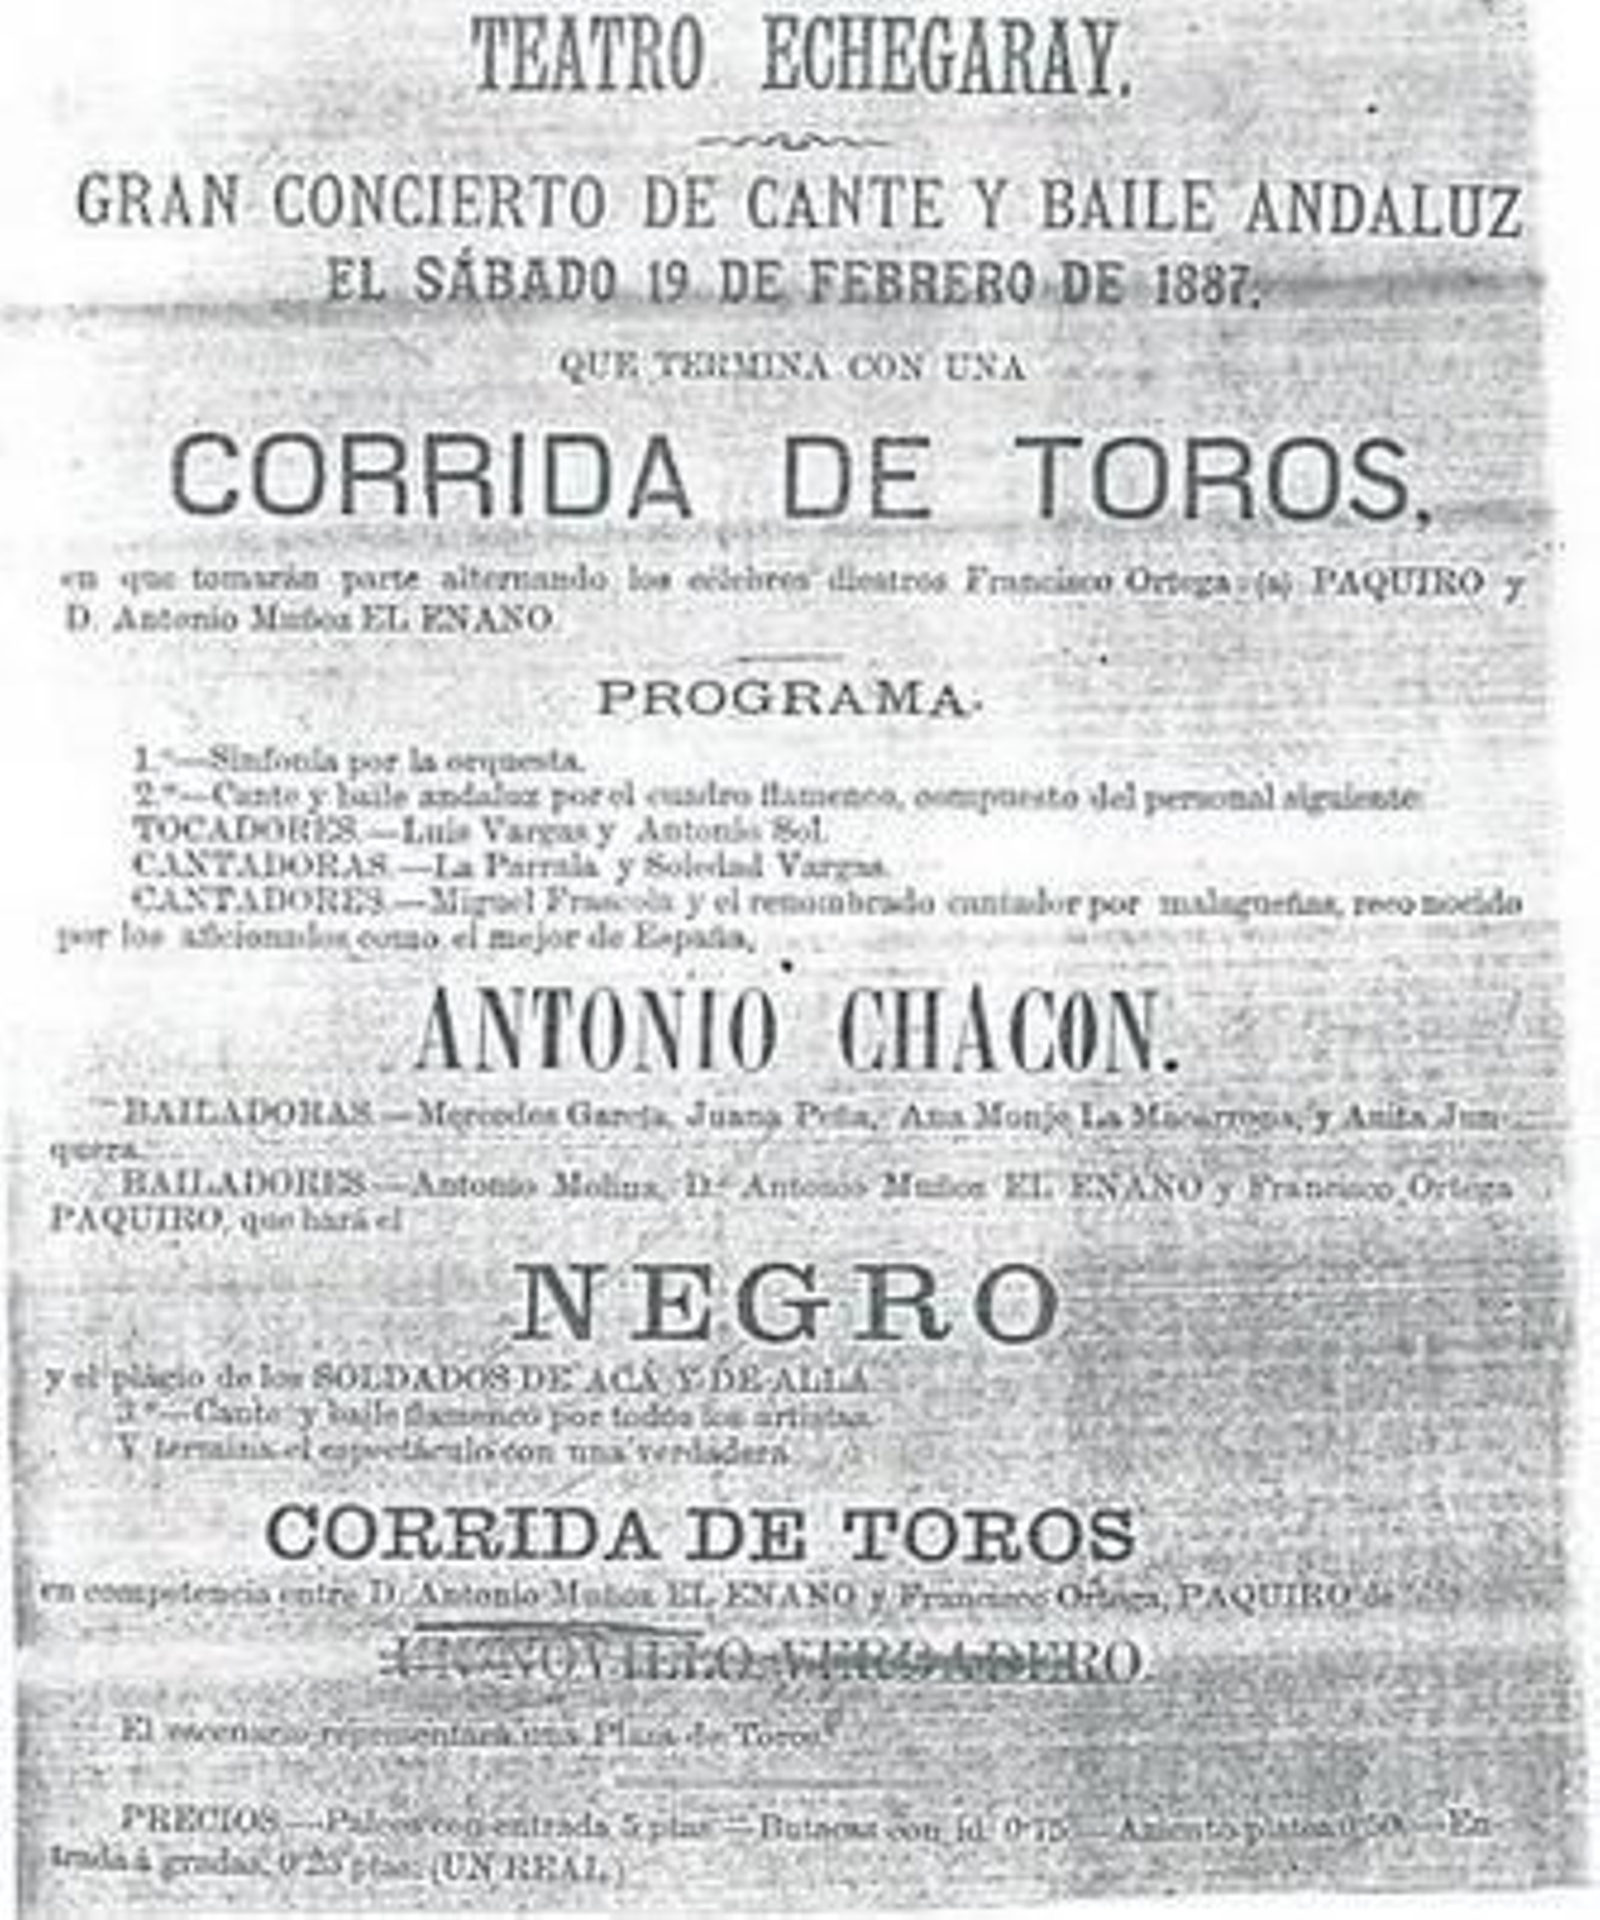 TEATRO ECHEGARAY.
GRAN CONCIERTO DE CANTE Y BAILE ANDALUZ
EL SÁBADO 19 DE FEBRERO DE 1887.
QUE TERMINA CON UNA
CORRIDA DE TOROS,
en que tomarán parte alternando los célebres diestros Francisco Ortega (a) PAQUIRO y
D. Antonio Muñoz EL ENANO.
PROGRAMA.
1.º—Sinfonía por la orquesta.
2.º—Cante y baile andaluz por el cuadro flamenco, compuesto del personal siguiente:
TOCADORES.—Luis Vargas y Antonio Sol.
CANTADORAS.—La Parrala y Soledad Vargas.
CANTADORES.—Miguel y el renombrado cantador por malagueñas, reconocido
por los aficionados como el mejor de España,
ANTONIO CHACON.
BAILADORAS.—Mercedes García, Juana Peña, Ana Monje La Macarrona, y Anita Jun-
quera.
BAILADORES—Antonio Molina, D. Antonio Muñoz EL ENANO y Francisco Ortega
PAQUIRO, que hará el
NEGRO
y el plagio de los SOLDADOS DE ACÁ Y DE ALLÁ
3.º—Cante y baile flamenco por todos los artistas.
Y termina el espectáculo con una verdadera
CORRIDA DE TOROS
en competencia entre D. Antonio Muñoz EL ENANO y Francisco Ortega, PAQUIRO de
UN NOVILLO VERDADERO.
El escenario representará una Plaza de Toros.
PRECIOS.—Palcos con entrada 5 ptas.—Butacas con id. 0'75.—Asiento platea 0'50.—En-
trada á gradas, 0'25 ptas. (UN REAL.)